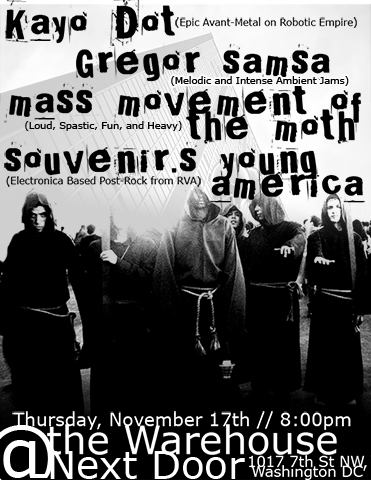 Kayo Dot (Epic Avant-Metal on Robotic Empire)
Gregor Samsa
(Melodic and Intense Ambient Jams)
mass movement of
(Loud, Spastic, Fun, and Heavy) the moth
souvenir.s young
(Electronica Based Post-Rock from RVA) america
Thursday, November 17th // 8:00pm
@ the Warehouse
Next Door 1017 7th St NW,
Washington DC